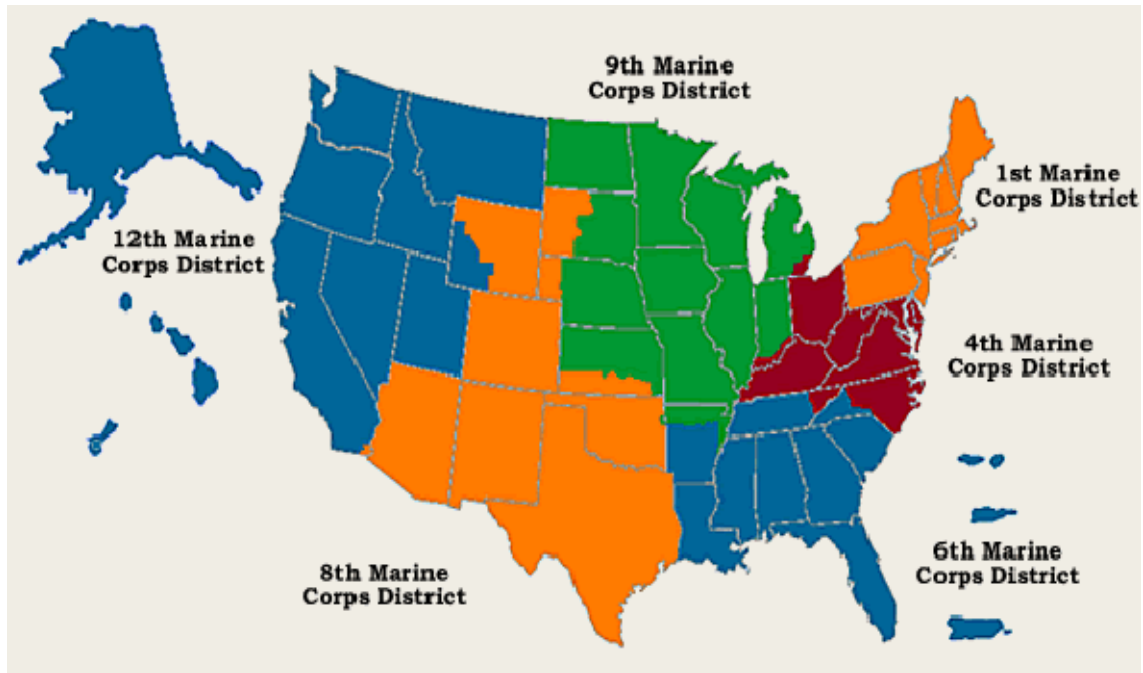 9th Marine
Corps District
1st Marine
Corps District
12th Marine
Corps District
4th Marine
Corps District
6th Marine
Corps District
8th Marine
Corps District